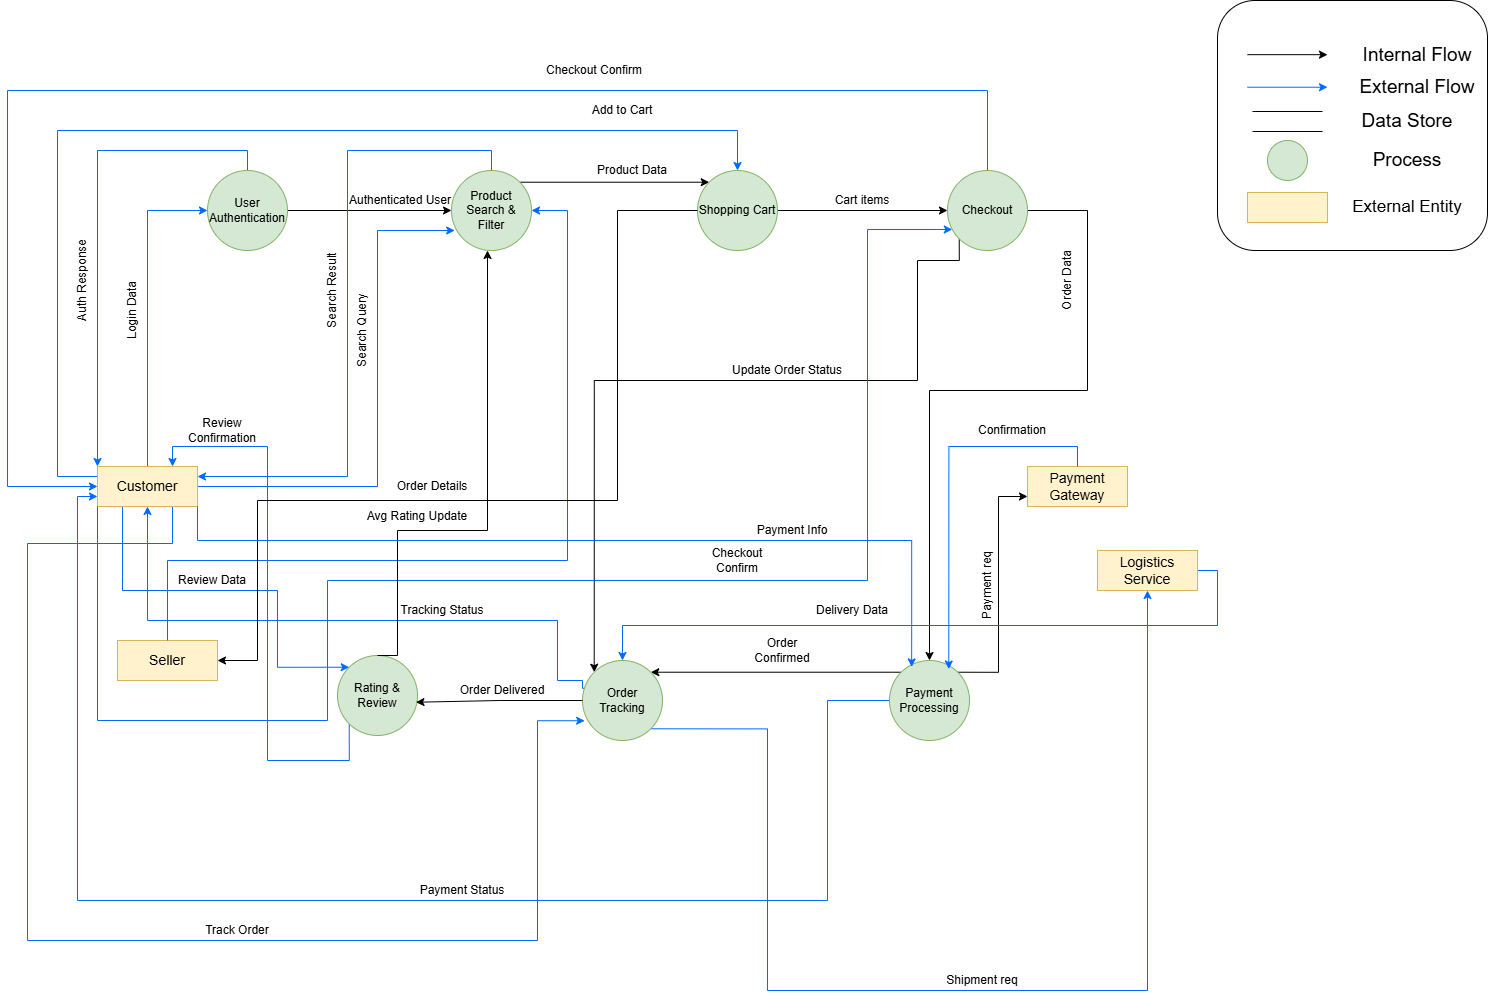 Internal Flow
External Flow
Data Store
Process
External Entity
Checkout Confirm
Add to Cart
Product Data
User
Authentication
Authenticated User
Product
Search &
Filter
Shopping Cart
Cart items
Checkout
Auth Response
Login Data
Search Result
Search Query
Order Data
Update Order Status
Review
Confirmation
Confirmation
Customer
Order Details
Payment
Gateway
Avg Rating Update
Payment Info
Checkout
Confirm
Payment req
Logistics
Service
Review Data
Tracking Status
Delivery Data
Order
Confirmed
Seller
Rating &
Review
Order Delivered
Order
Tracking
Payment
Processing
Payment Status
Track Order
Shipment req